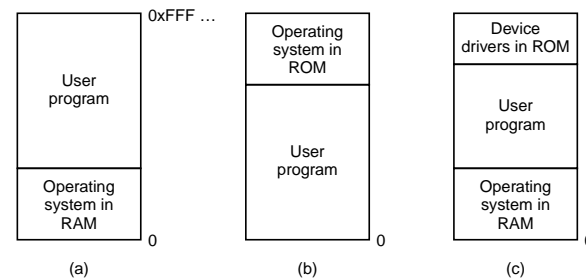 0xFFF …
User
program
Operating
system in
RAM
0
(a)
Operating
system in
ROM
User
program
0
(b)
Device
drivers in ROM
User
program
Operating
system in
RAM
(c)